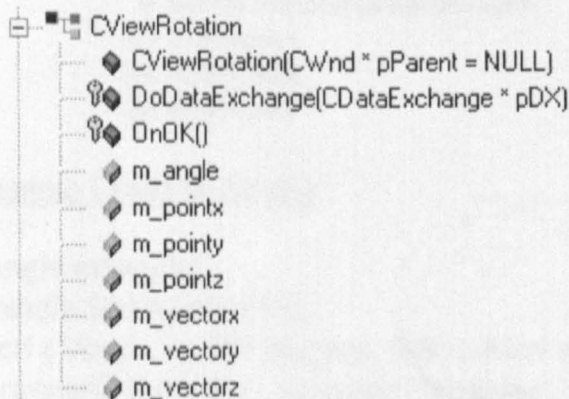 CViewRotation
CViewRotation(CWnd * pParent = NULL)
DoDataExchange(CDataExchange * pDX)
OnOK()
m_angle
m_pointx
m_pointy
m_pointz
m_vectorx
m_vectory
m_vectorz